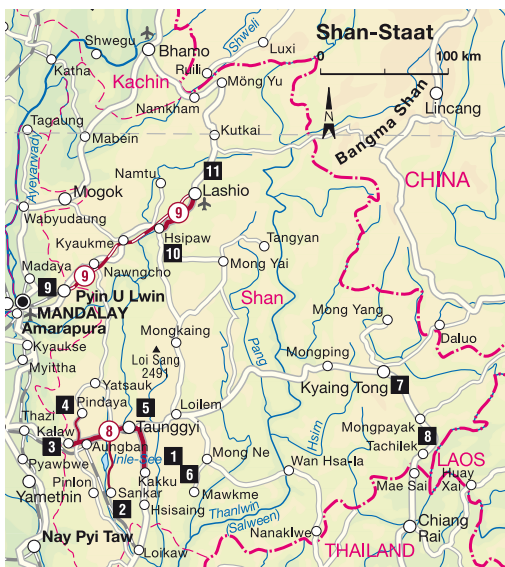 Shan-Staat
0
100 km
N
Shwegu
Bhamo
Katha
Shweli
Luxi
Ruili
Kachin
Möng Yu
Namkham
Lincang
Bangma Shan
Tagaung
Mabein
Kutkai
Ayeyarwady
Namtu
11
Lashio
CHINA
Mogok
Wabyudaung
9
Kyaukme
Hsipaw
10
Tangyan
Madaya
9
9
Nawngcho
Mong Yai
Pyin U Lwin
MANDALAY
Amarapura
Shan
Mong Yang
Kyaukse
Mongkaing
Daluo
Myittha
Loi Sang
2491
Pang
Mongping
Yatsauk
Kyaing Tong
7
Thazi
4
Pindaya
5
Loilem
Hsim
Mongpayak
Kalaw
8
Taunggyi
8
3
Aungban
Tachilek
Inle-See
1
Mong Ne
LAOS
Pyawbwe
Kakku
6
Wan Hsa-la
Mae Sai
Huay
Xai
Yamethin
Pinlon
Sankar
Mawkme
2
Hsisaing
Thanlwin
(Salween)
Chiang
Rai
Nay Pyi Taw
Nanaklwe
Loikaw
THAILAND